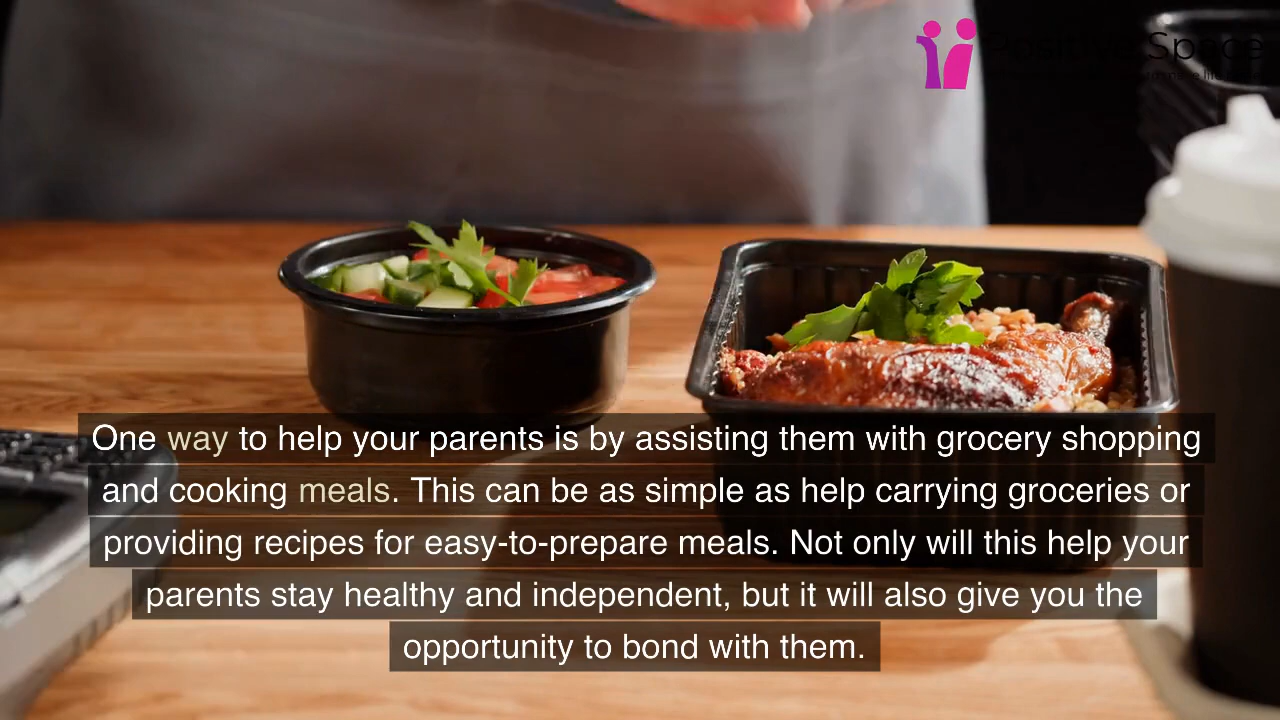 Positive Space
One way to help your parents is by assisting them with grocery shopping
and cooking meals. This can be as simple as help carrying groceries or
providing recipes for easy-to-prepare meals. Not only will this help your
parents stay healthy and independent, but it will also give you the
opportunity to bond with them.